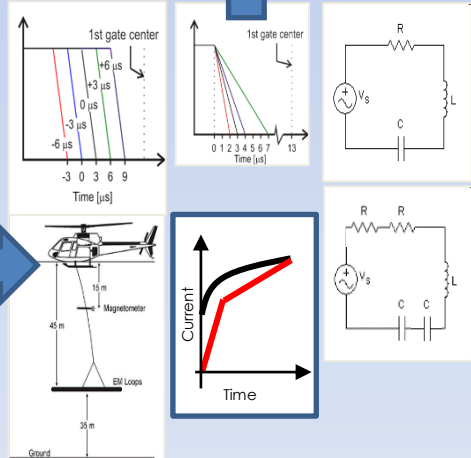 1st gate center
+6 µs
+3 µs
0 µs
-3 µs
-6 µs
-3 0 3 6 9
Time [µs]
1st gate center
0 1 2 3 4 5 6 7 13
Time [µs]
R
Vs
L
C
R R
Vs
L
C C
15 m
Magnetometer
45 m
EM Loops
35 m
Ground
Current
Time